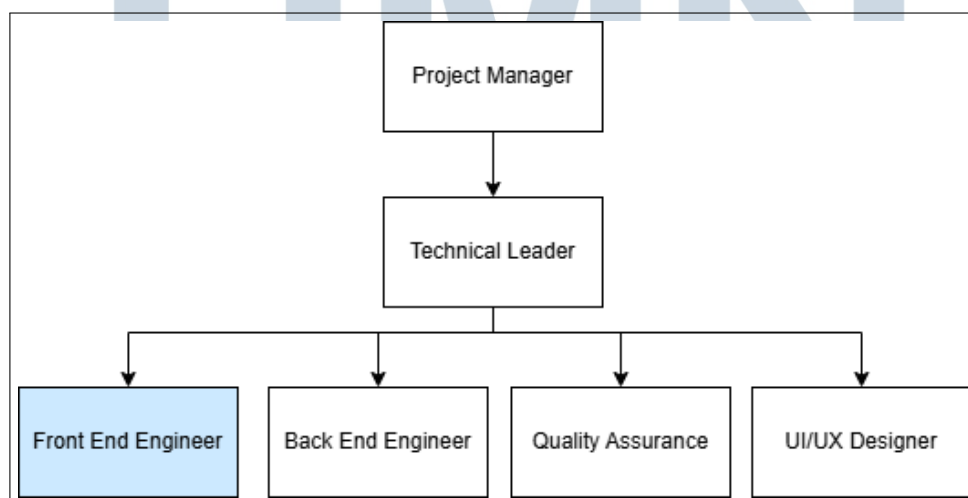 Project Manager
Technical Leader
Front End Engineer
Back End Engineer
Quality Assurance
UI/UX Designer